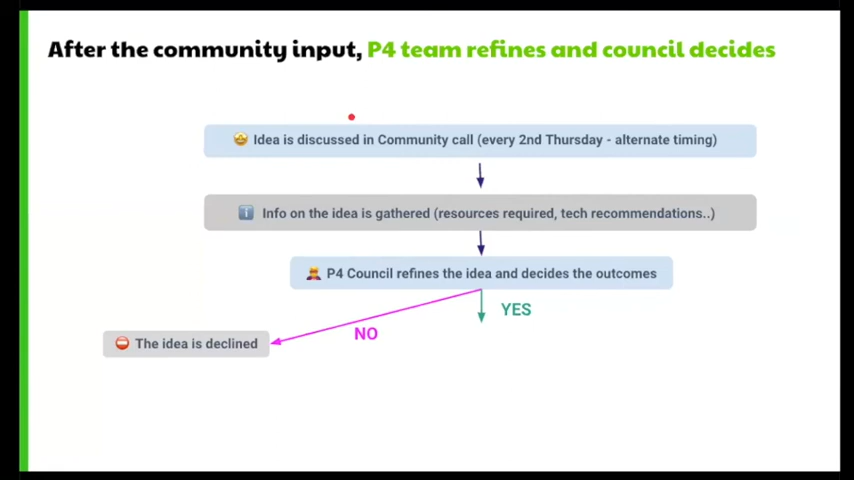 After the community input, P4 team refines and council decides
🤩 Idea is discussed in Community call (every 2nd Thursday - alternate timing)
ℹ️ Info on the idea is gathered (resources required, tech recommendations..)
P4 Council refines the idea and decides the outcomes
YES
NO
⛔ The idea is declined